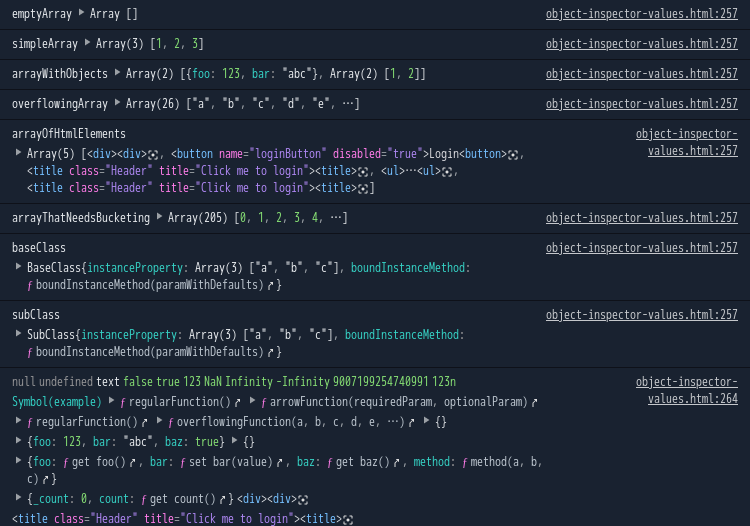 emptyArray ▶ Array [] object-inspector-values.html:257
simpleArray ▶ Array(3) [1, 2, 3] object-inspector-values.html:257
arrayWithObjects ▶ Array(2) [{foo: 123, bar: "abc"}, Array(2) [1, 2]] object-inspector-values.html:257
overflowingArray ▶ Array(26) ["a", "b", "c", "d", "e", …] object-inspector-values.html:257
arrayOfHtmlElements object-inspector-
values.html:257
▶ Array(5) [<div><div>, <button name="loginButton" disabled="true">Login<button>,
<title class="Header" title="Click me to login"><title>, <ul>…<ul>,
<title class="Header" title="Click me to login"><title>]
arrayThatNeedsBucketing ▶ Array(205) [0, 1, 2, 3, 4, …] object-inspector-values.html:257
baseClass object-inspector-values.html:257
▶ BaseClass{instanceProperty: Array(3) ["a", "b", "c"], boundInstanceMethod:
ƒ boundInstanceMethod(paramWithDefaults)}
subClass object-inspector-values.html:257
▶ SubClass{instanceProperty: Array(3) ["a", "b", "c"], boundInstanceMethod:
ƒ boundInstanceMethod(paramWithDefaults)}
null undefined text false true 123 NaN Infinity -Infinity 9007199254740991 123n object-inspector-
values.html:264
Symbol(example) ▶ ƒ regularFunction() ▶ ƒ arrowFunction(requiredParam, optionalParam)
▶ ƒ regularFunction() ▶ ƒ overflowingFunction(a, b, c, d, e, …) ▶ {}
▶ {foo: 123, bar: "abc", baz: true} ▶ {}
▶ {foo: ƒ get foo(), bar: ƒ set bar(value), baz: ƒ get baz(), method: ƒ method(a, b,
c)}
▶ {_count: 0, count: ƒ get count()} <div><div>
<title class="Header" title="Click me to login"><title>